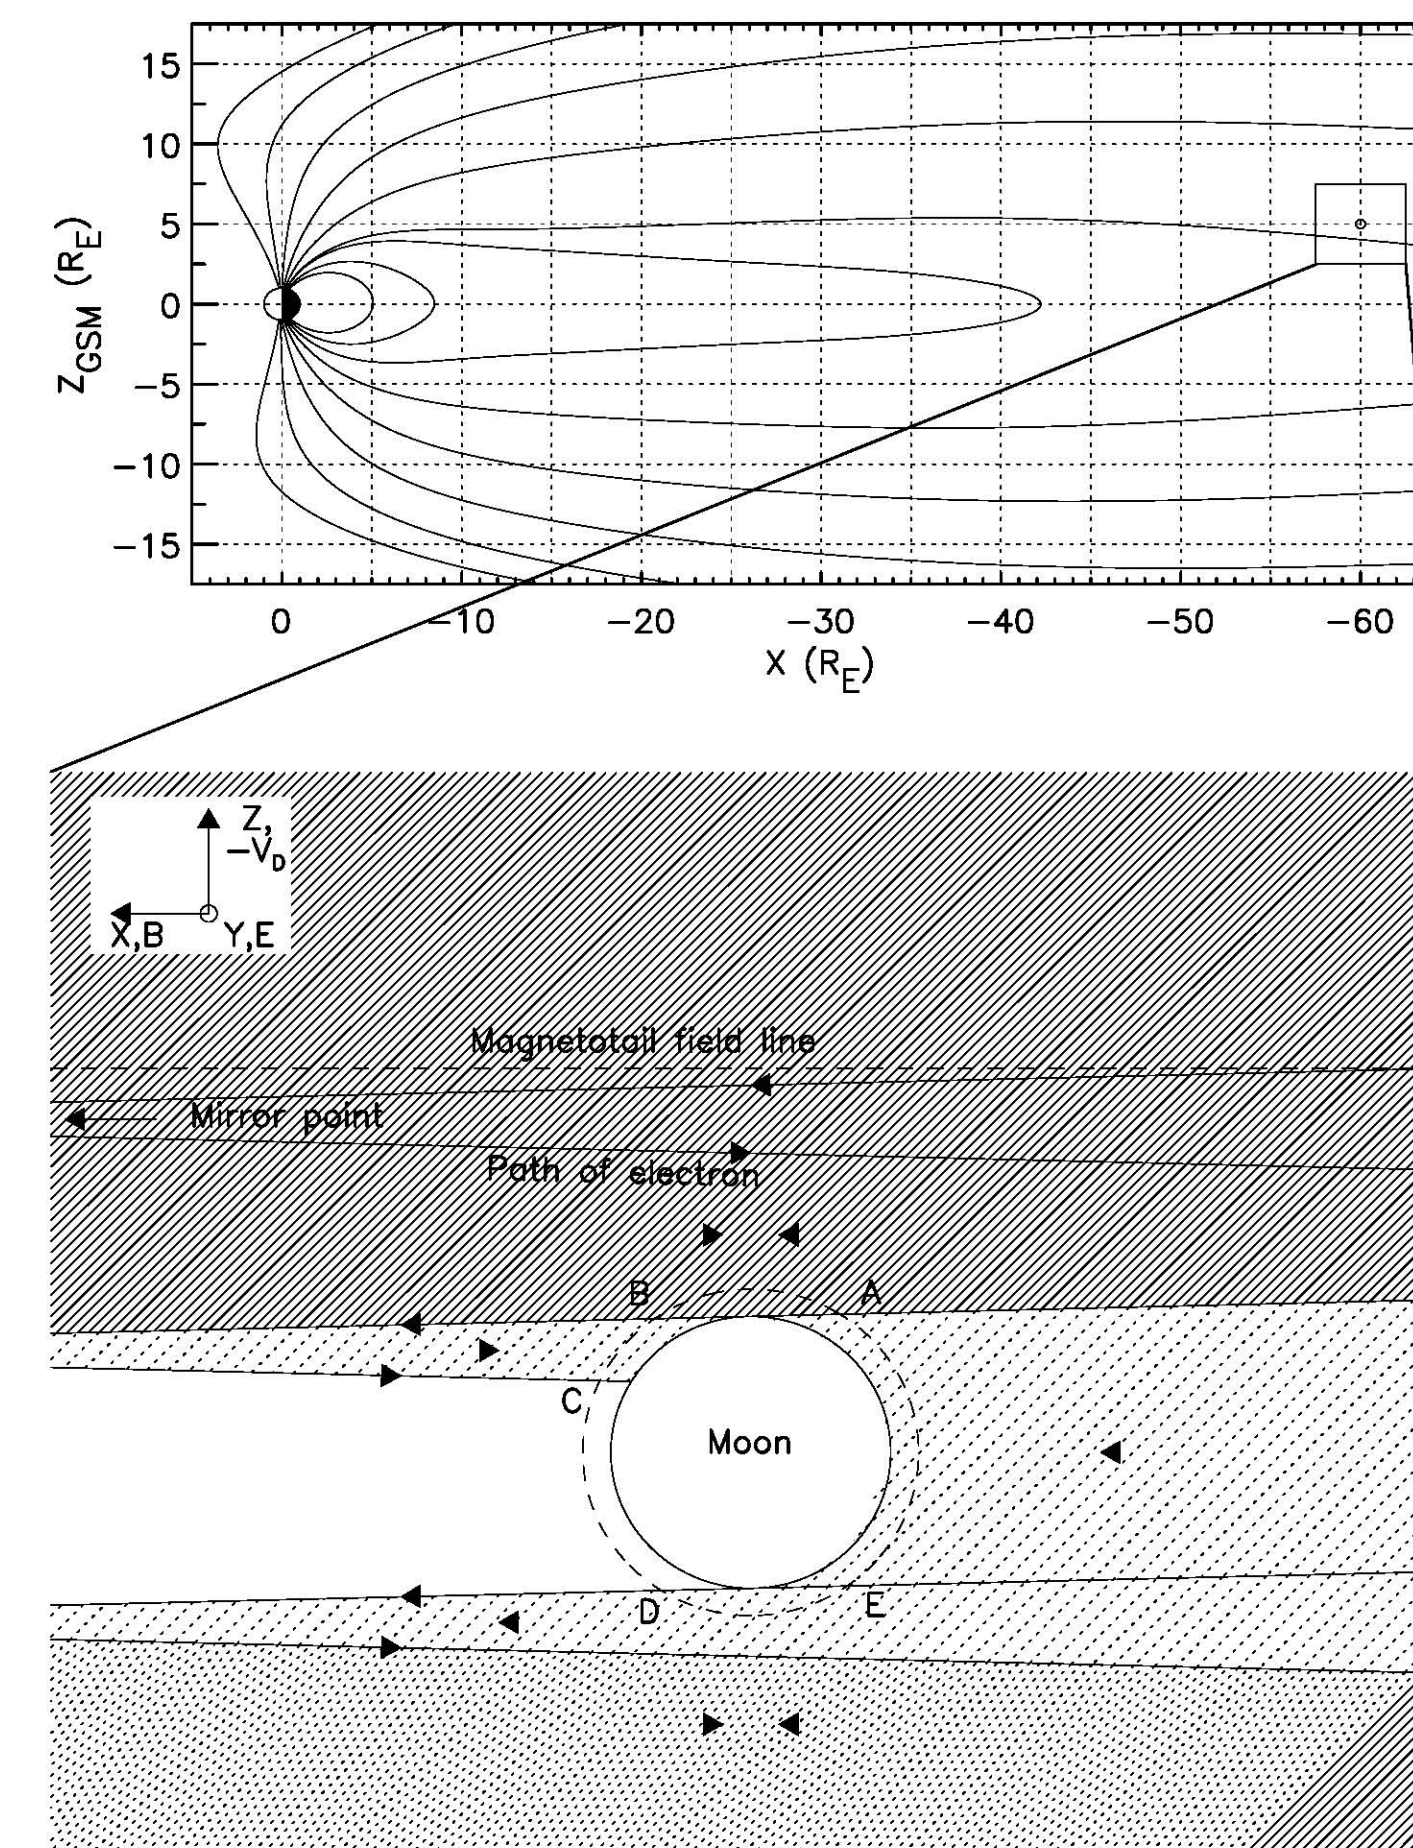 15
10
5
0
−5
−10
−15
Z_GSM (R_E)
0 −10 −20 −30 −40 −50 −60
X (R_E)
Z,
−V_D
X,B Y,E
Magnetotail field line
Mirror point
Path of electron
B A
C
Moon
D E